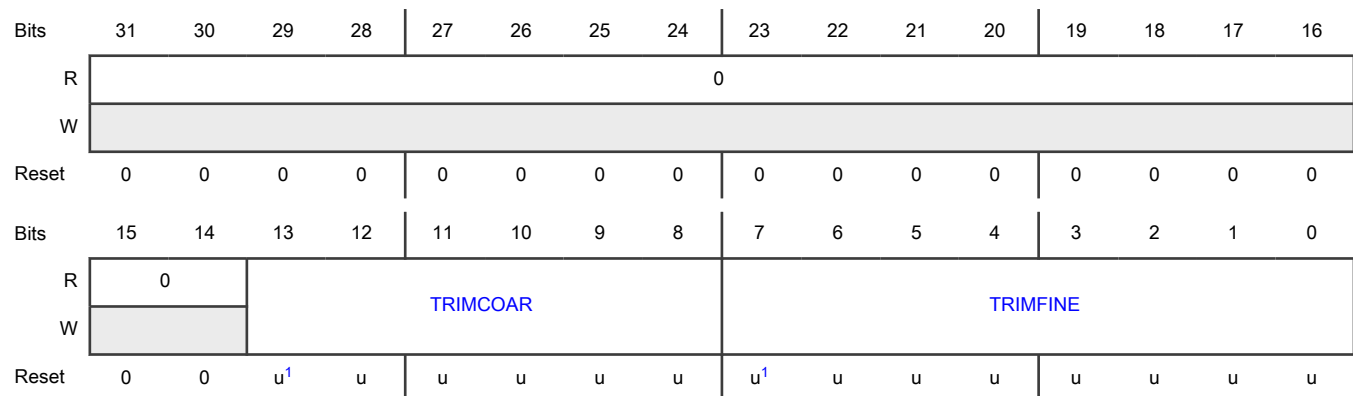 Bits 31 30 29 28 27 26 25 24 23 22 21 20 19 18 17 16
R 0
W
Reset 0 0 0 0 0 0 0 0 0 0 0 0 0 0 0 0
Bits 15 14 13 12 11 10 9 8 7 6 5 4 3 2 1 0
R 0 TRIMCOAR TRIMFINE
W
Reset 0 0 u1 u u u u u u1 u u u u u u u